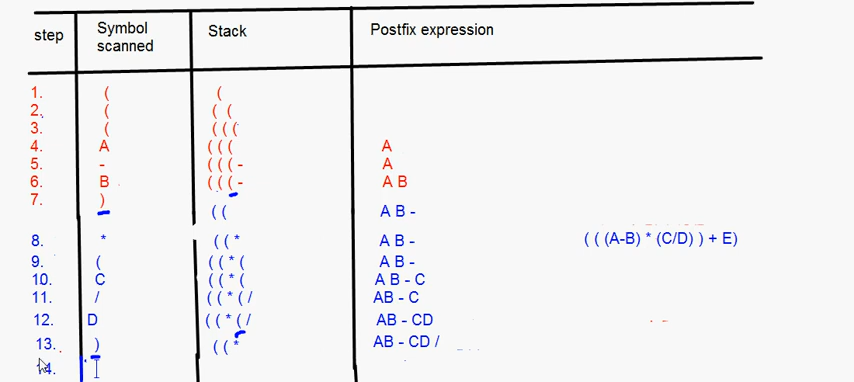 step Symbol scanned Stack Postfix expression
1. ( (
2. ( ( (
3. ( ( ( (
4. A ( ( ( A
5. - ( ( ( - A
6. B ( ( ( - A B
7. ) ( ( A B -
8. * ( ( * A B - ( ( (A-B) * (C/D) ) + E)
9. ( ( ( * ( A B -
10. C ( ( * ( A B - C
11. / ( ( * ( / AB - C
12. D ( ( * ( / AB - CD
13. ) ( ( * AB - CD /
14.